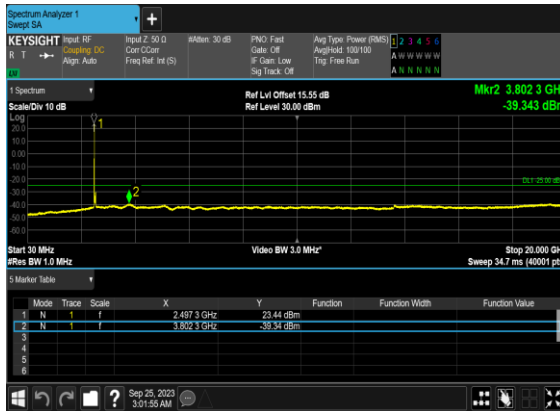 Spectrum Analyzer 1
Swept SA
+
KEYSIGHT
R T
Input: RF
Coupling: DC
Align: Auto
Input Z: 50 Ω
Corr CCorr
Freq Ref: Int (S)
#Atten: 30 dB
PNO: Fast
Gate: Off
IF Gain: Low
Sig Track: Off
Avg Type: Power (RMS)
Avg|Hold: 100/100
Trig: Free Run
1 2 3 4 5 6
A W W W W W
A N N N N N
1 Spectrum
Scale/Div 10 dB
Ref Lvl Offset 15.55 dB
Ref Level 30.00 dBm
Mkr2 3.802 3 GHz
-39.343 dBm
Log
20.0
10.0
0.00
-10.0
-20.0
-30.0
-40.0
-50.0
-60.0
1
2
DL1 -25.00 dB
Start 30 MHz
#Res BW 1.0 MHz
Video BW 3.0 MHz*
Stop 20.000 GH
Sweep 34.7 ms (40001 pt
5 Marker Table
Mode Trace Scale X Y Function Function Width Function Value
1 N 1 f 2.497 3 GHz 23.44 dBm
2 N 1 f 3.802 3 GHz -39.34 dBm
3
4
5
6
?
Sep 25, 2023
3:01:55 AM